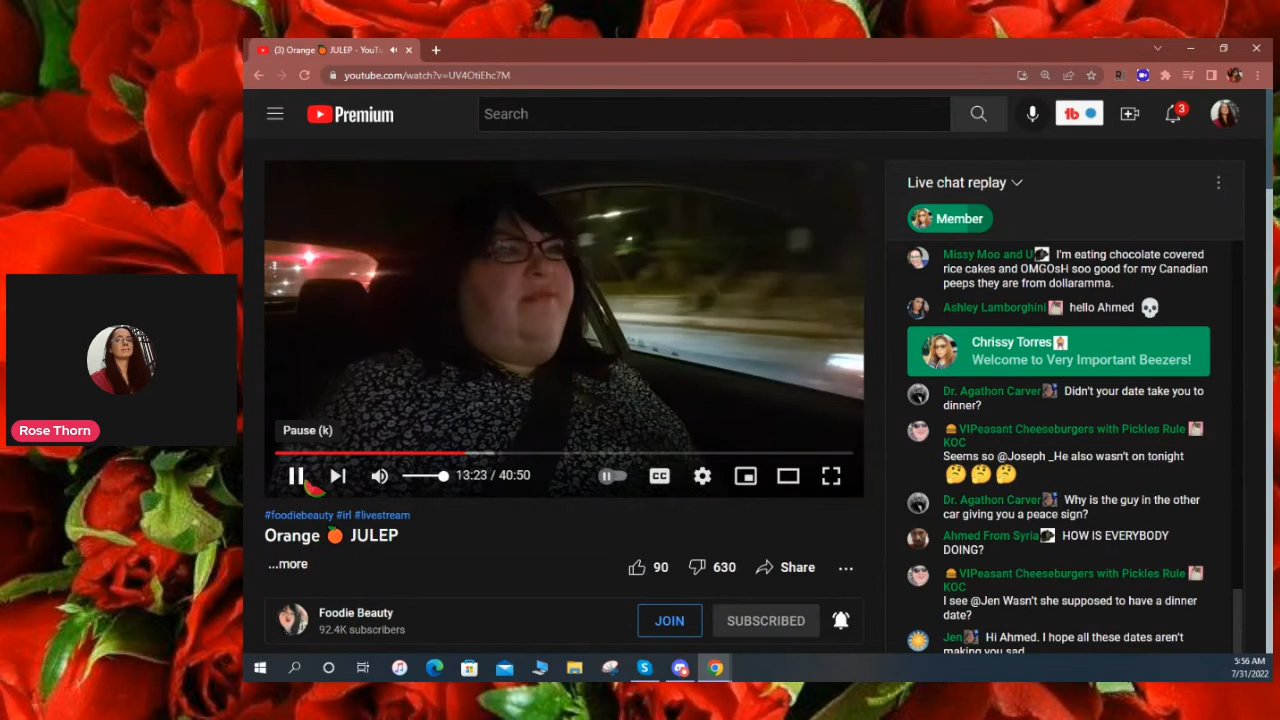 (3) Orange 🍊 JULEP - YouTu
youtube.com/watch?v=UV4OtiEhc7M
Premium
Search
3
Live chat replay
Member
Missy Moo and U I'm eating chocolate covered
rice cakes and OMGOsH soo good for my Canadian
peeps they are from dollaramma.
Ashley Lamborghini hello Ahmed 💀
Chrissy Torres
Welcome to Very Important Beezers!
Dr. Agathon Carver Didn't your date take you to
dinner?
🍔VIPeasant Cheeseburgers with Pickles Rule
KOC
Seems so @Joseph _He also wasn't on tonight
🤔🤔🤔
Dr. Agathon Carver Why is the guy in the other
car giving you a peace sign?
Ahmed From Syria HOW IS EVERYBODY
DOING?
🍔VIPeasant Cheeseburgers with Pickles Rule
KOC
I see @Jen Wasn't she supposed to have a dinner
date?
Jen Hi Ahmed. I hope all these dates aren't
making you sad
Rose Thorn
Pause (k)
13:23 / 40:50
CC
#foodiebeauty #irl #livestream
Orange 🍊 JULEP
...more
90
630
Share
Foodie Beauty
92.4K subscribers
JOIN
SUBSCRIBED
5:56 AM
7/31/2022